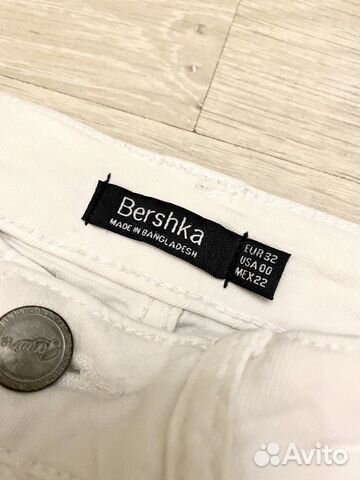 Bershka
MADE IN BANGLADESH
EUR 32
USA 00
MEX 22
Avito